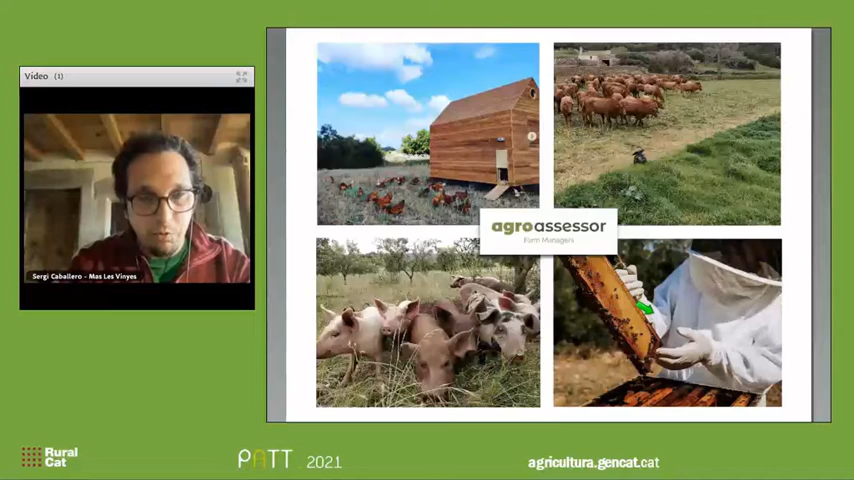 Vídeo (1)
Sergi Caballero - Mas Les Vinyes
agroassessor
Farm Managers
Rural
Cat
PATT 2021
agricultura.gencat.cat